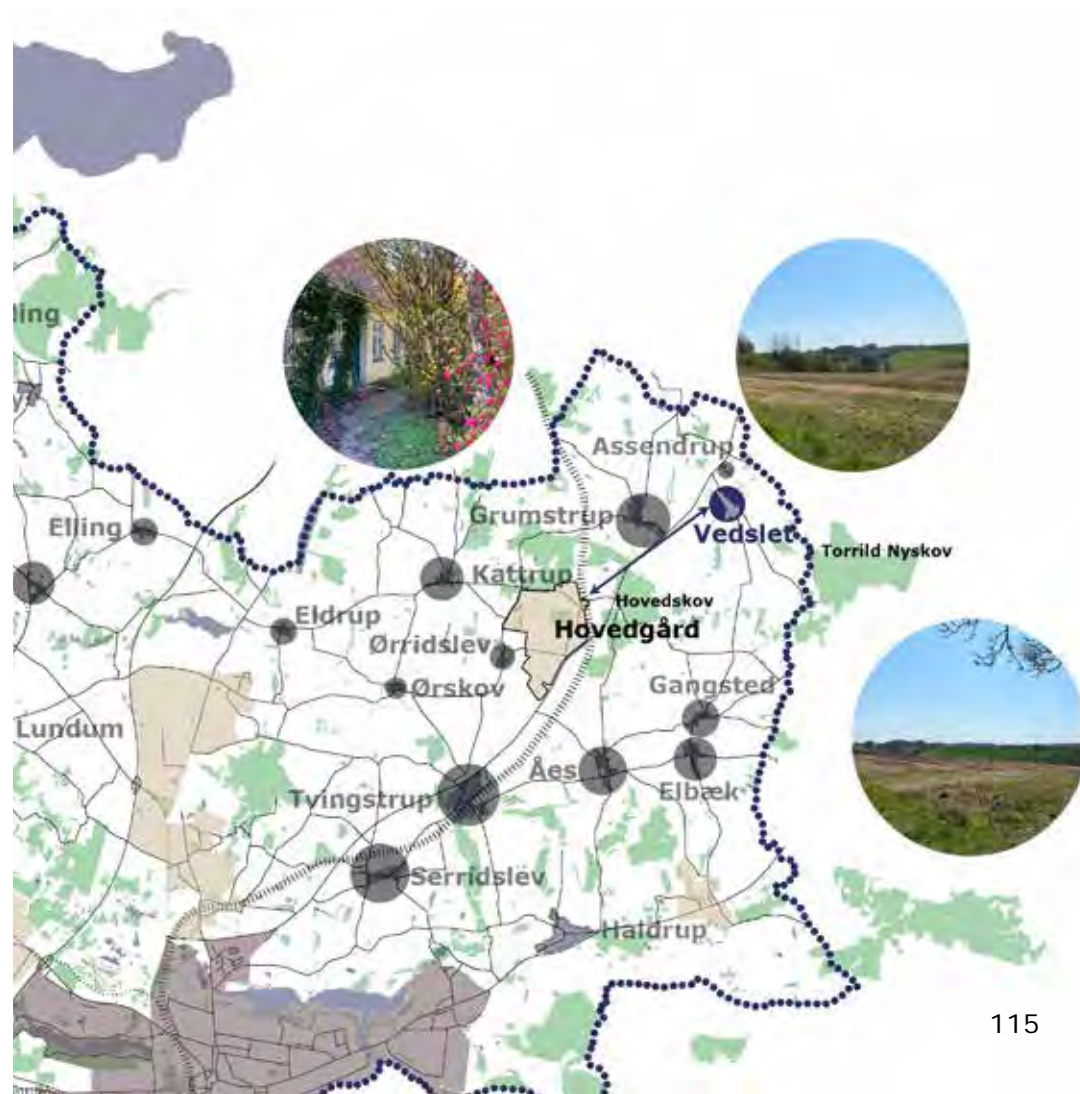 ling
Assendrup
Grumstrup
Vedslet
Elling
Torrild Nyskov
Kattrup
Hovedskov
Eldrup
Hovedgård
Ørridslev
Gangsted
Ørskov
Lundum
Åes
Elbæk
Tvingstrup
Serridslev
Haldrup
115